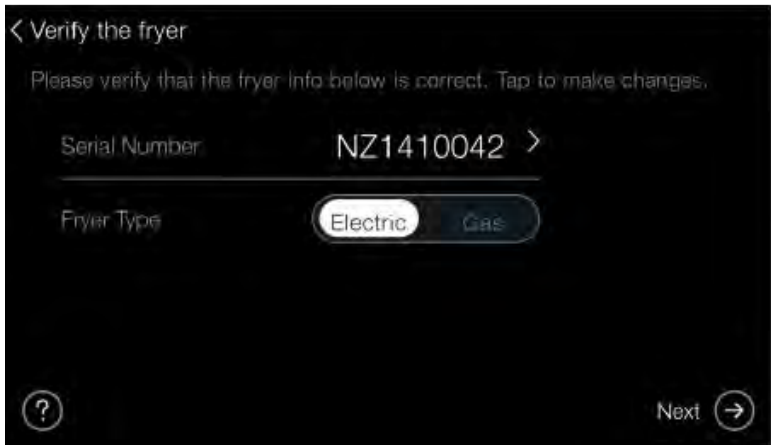 Verify the fryer
Please verify that the fryer info below is correct. Tap to make changes.
Serial Number NZ1410042
Fryer Type Electric Gas
? Next